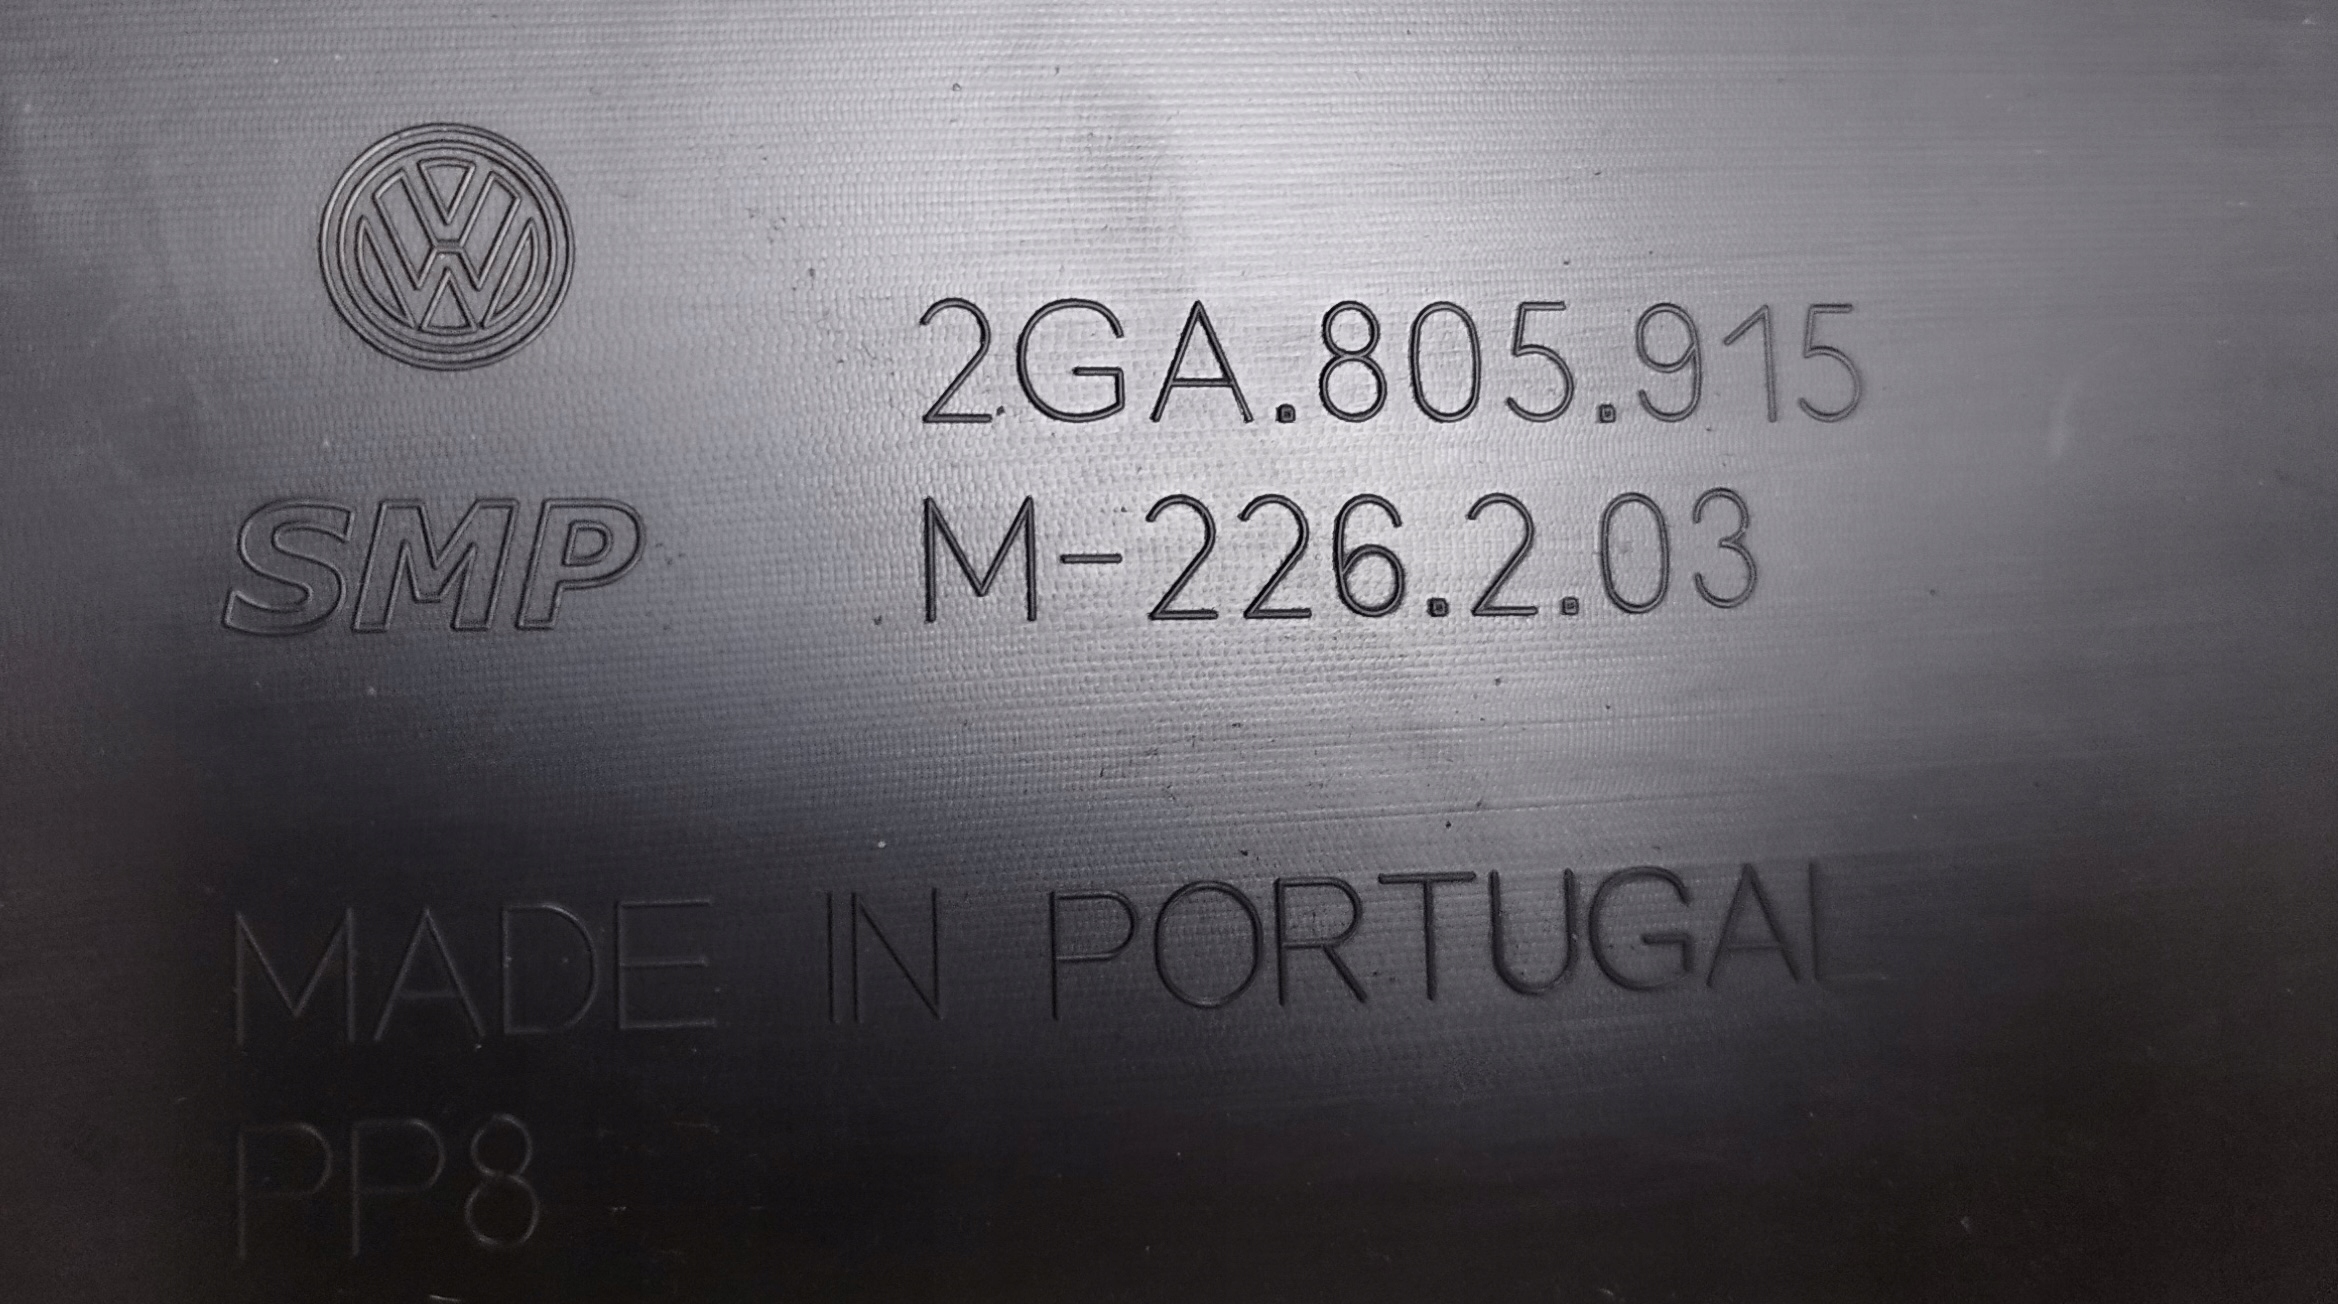 2GA.805.915
SMP M-226.2.03
MADE IN PORTUGAL
PP8